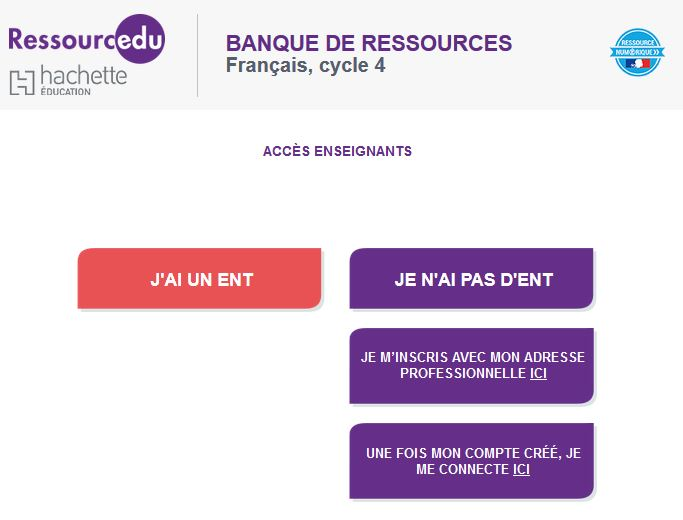 Ressourcedu
hachette
ÉDUCATION
BANQUE DE RESSOURCES
Français, cycle 4
RESSOURCE
NUMÉRIQUE
ACCÈS ENSEIGNANTS
J'AI UN ENT
JE N'AI PAS D'ENT
JE M'INSCRIS AVEC MON ADRESSE
PROFESSIONNELLE ICI
UNE FOIS MON COMPTE CRÉÉ, JE
ME CONNECTE ICI